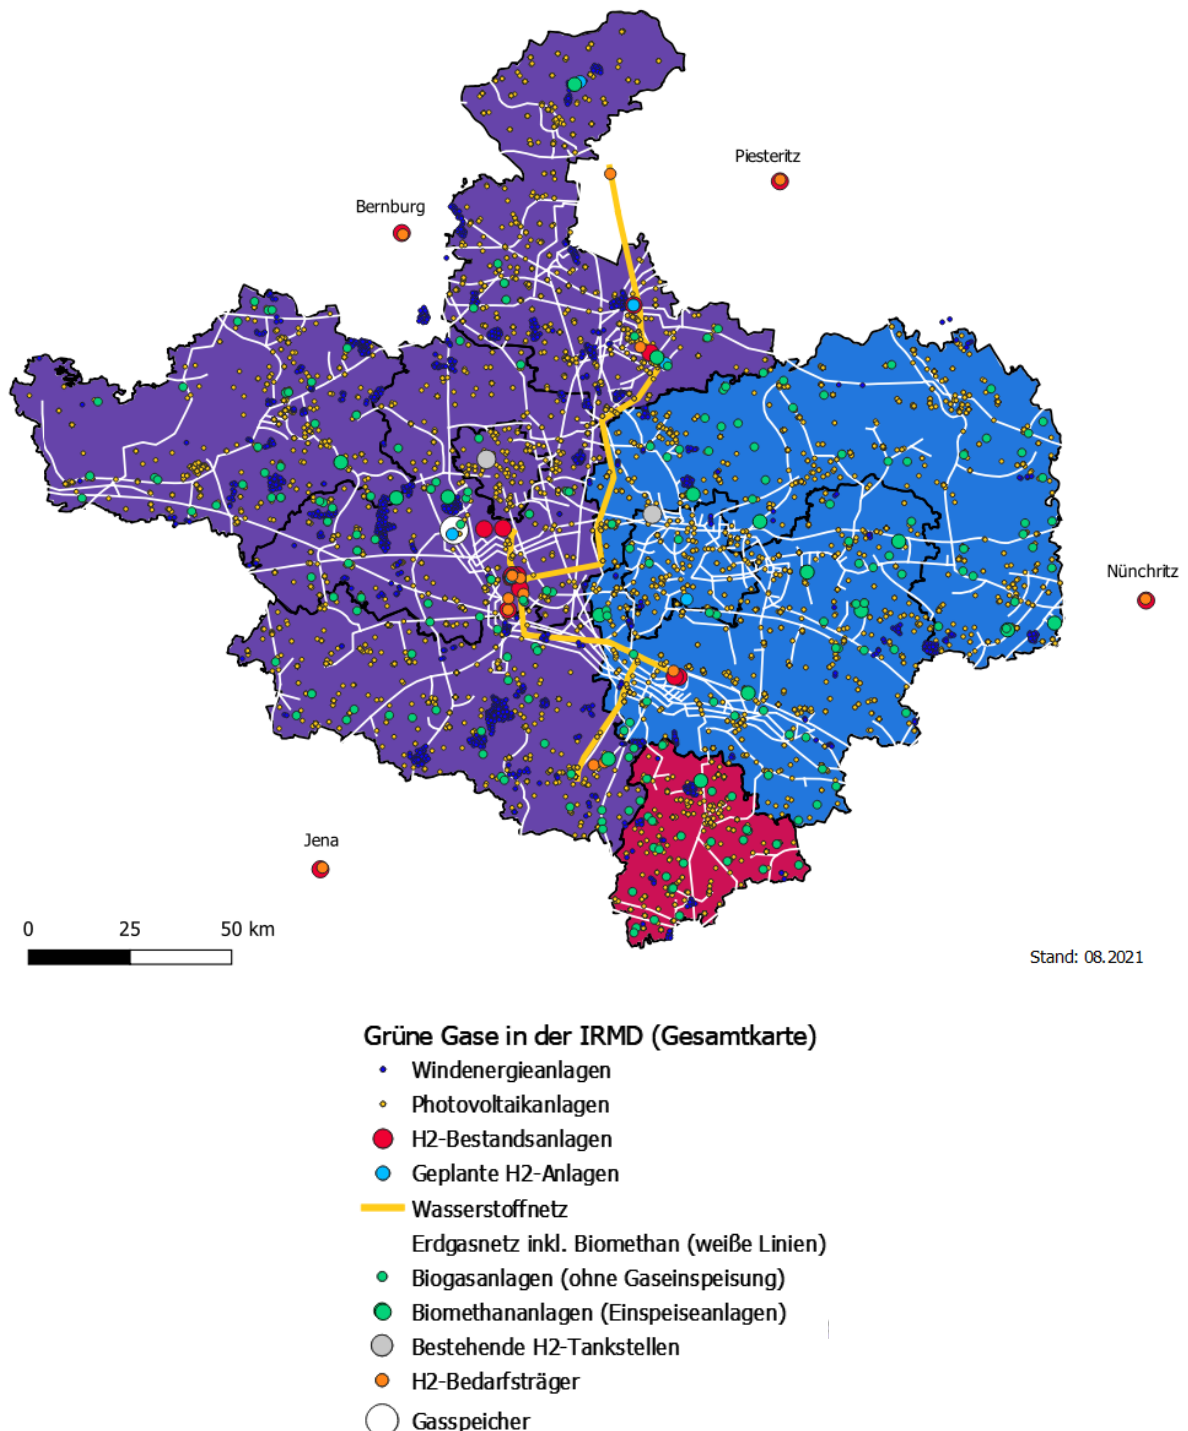 Piesteritz
Bernburg
Nünchritz
Jena
0 25 50 km
Stand: 08.2021
Grüne Gase in der IRMD (Gesamtkarte)
Windenergieanlagen
Photovoltaikanlagen
H2-Bestandsanlagen
Geplante H2-Anlagen
Wasserstoffnetz
Erdgasnetz inkl. Biomethan (weiße Linien)
Biogasanlagen (ohne Gaseinspeisung)
Biomethananlagen (Einspeiseanlagen)
Bestehende H2-Tankstellen
H2-Bedarfsträger
Gasspeicher